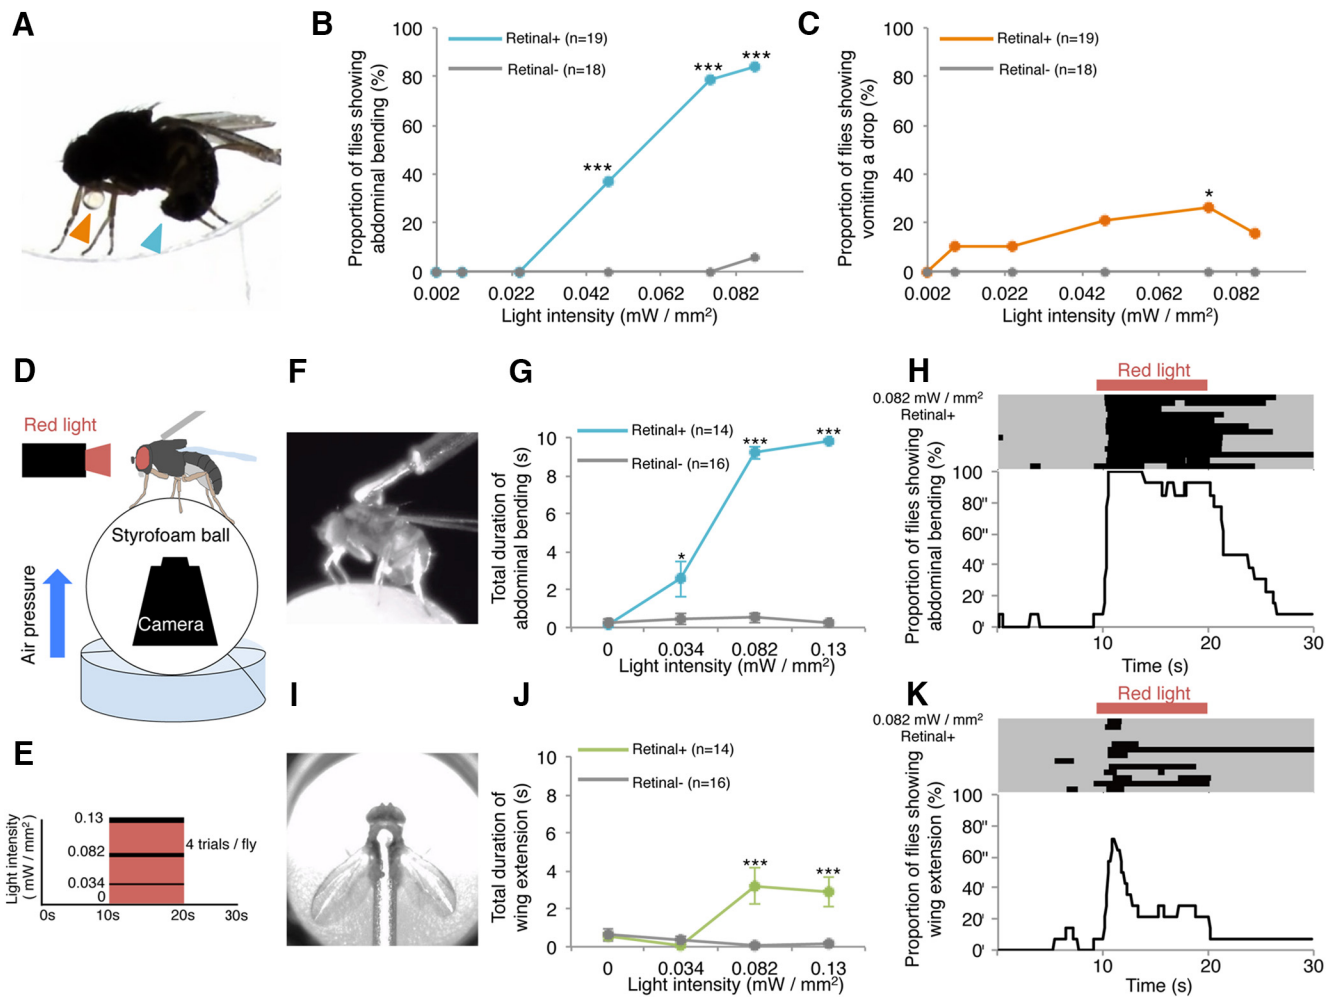 A
B
Proportion of flies showing
abdominal bending (%)
100
80
60
40
20
0
Retinal+ (n=19)
Retinal- (n=18)
***
***
***
0.002
0.022
0.042
0.062
0.082
Light intensity (mW / mm²)
C
Proportion of flies showing
vomiting a drop (%)
100
80
60
40
20
0
Retinal+ (n=19)
Retinal- (n=18)
*
0.002
0.022
0.042
0.062
0.082
Light intensity (mW / mm²)
D
Red light
Styrofoam ball
Camera
Air pressure
E
Light intensity
( mW / mm²)
0.13
0.082
0.034
0
4 trials / fly
0s
10s
20s
30s
F
G
Total duration of
abdominal bending (s)
10
8
6
4
2
0
Retinal+ (n=14)
Retinal- (n=16)
*
***
***
0
0.034
0.082
0.13
Light intensity (mW / mm²)
H
Red light
0.082 mW / mm²
Retinal+
Proportion of flies showing
abdominal bending (%)
100
80"
60"
40'
20'
0'
10
20
30
Time (s)
I
J
Total duration of
wing extension (s)
10
8
6
4
2
0
Retinal+ (n=14)
Retinal- (n=16)
***
***
0
0.034
0.082
0.13
Light intensity (mW / mm²)
K
Red light
0.082 mW / mm²
Retinal+
Proportion of flies showing
wing extension (%)
100
80"
60"
40'
20'
0
10
20
30
Time (s)